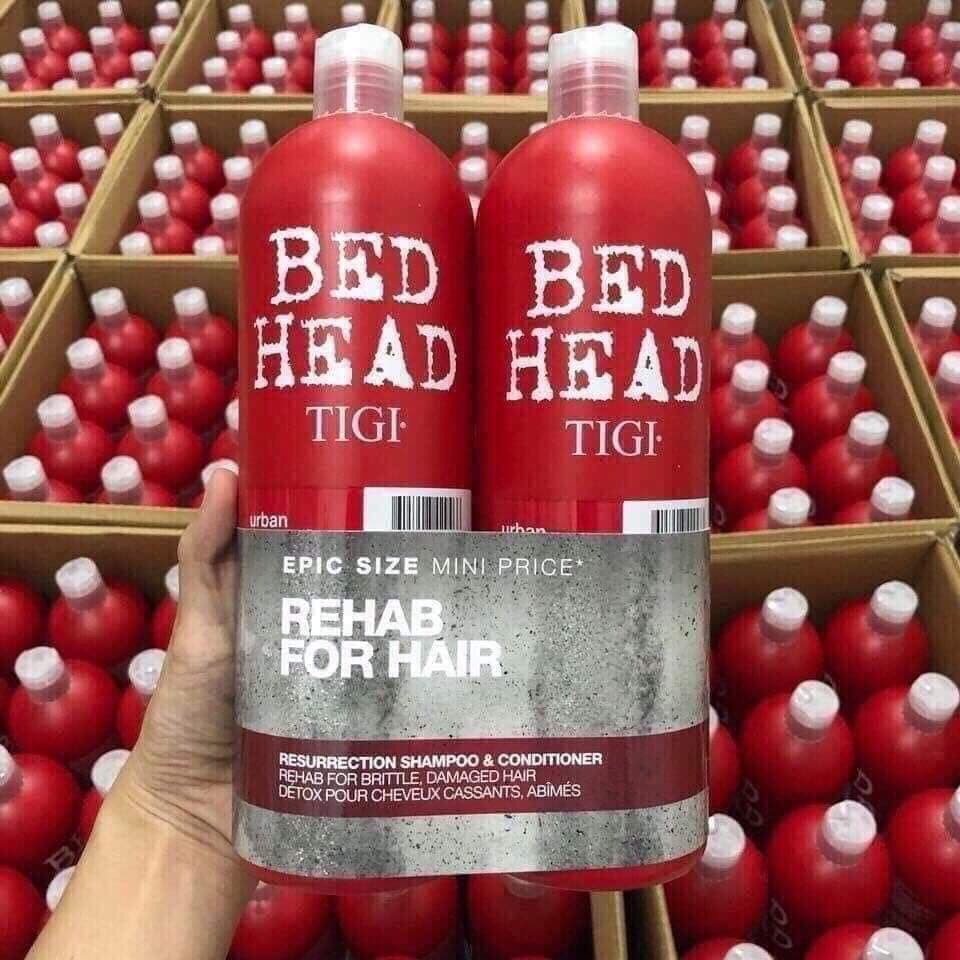 BED
HEAD
TIGI
BED
HEAD
TIGI
urban
urban
EPIC SIZE MINI PRICE*
REHAB
FOR HAIR
RESURRECTION SHAMPOO & CONDITIONER
REHAB FOR BRITTLE, DAMAGED HAIR
DÉTOX POUR CHEVEUX CASSANTS, ABÎMÉS